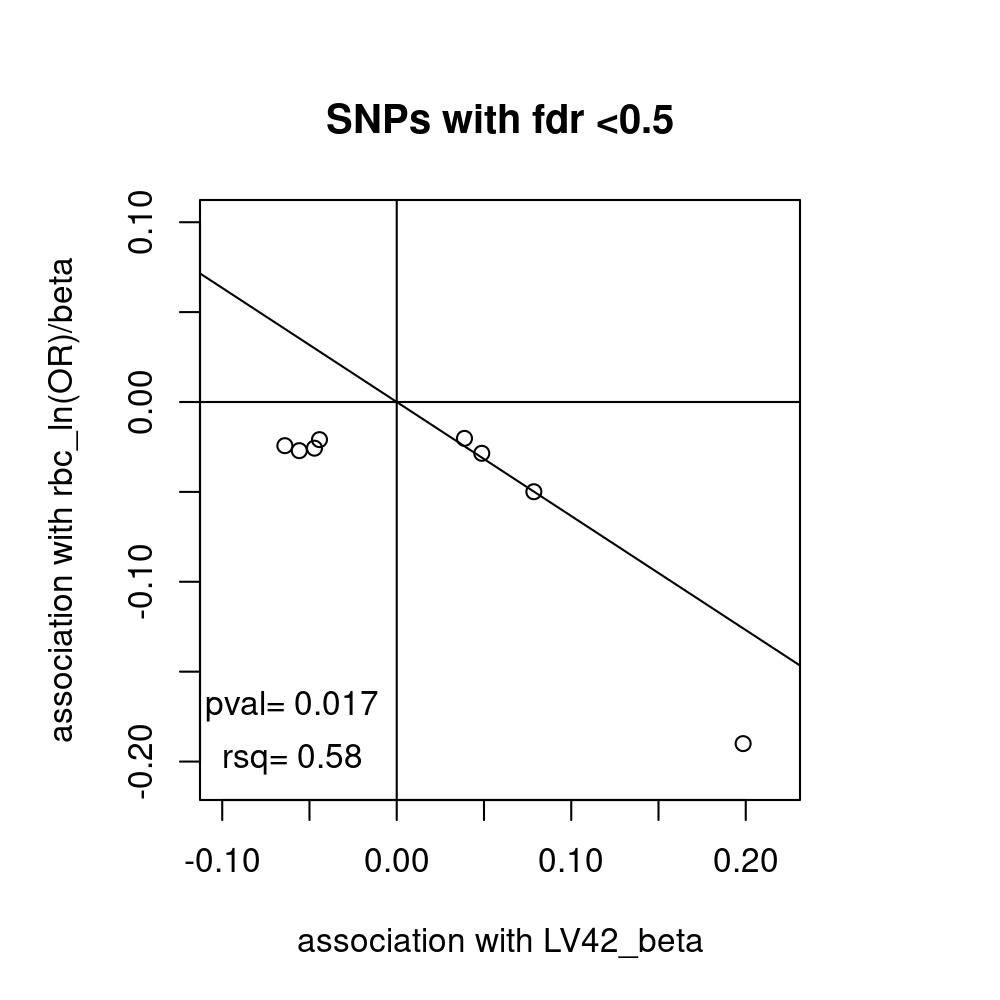 SNPs with fdr <0.5
association with rbc_ln(OR)/beta
0.10
0.00
-0.10
-0.20
pval= 0.017
rsq= 0.58
-0.10 0.00 0.10 0.20
association with LV42_beta